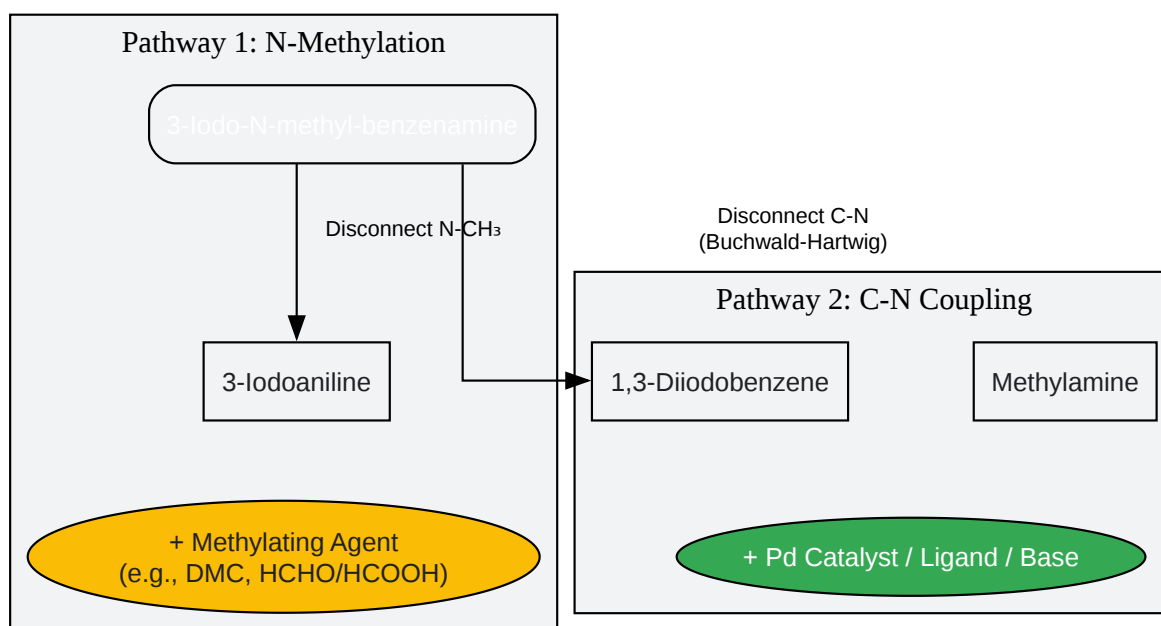 Pathway 1: N-Methylation
3-Iodo-N-methyl-benzenamine
Disconnect N-CH₃
Disconnect C-N
(Buchwald-Hartwig)
Pathway 2: C-N Coupling
3-Iodoaniline
1,3-Diiodobenzene
Methylamine
+ Methylating Agent
(e.g., DMC, HCHO/HCOOH)
+ Pd Catalyst / Ligand / Base